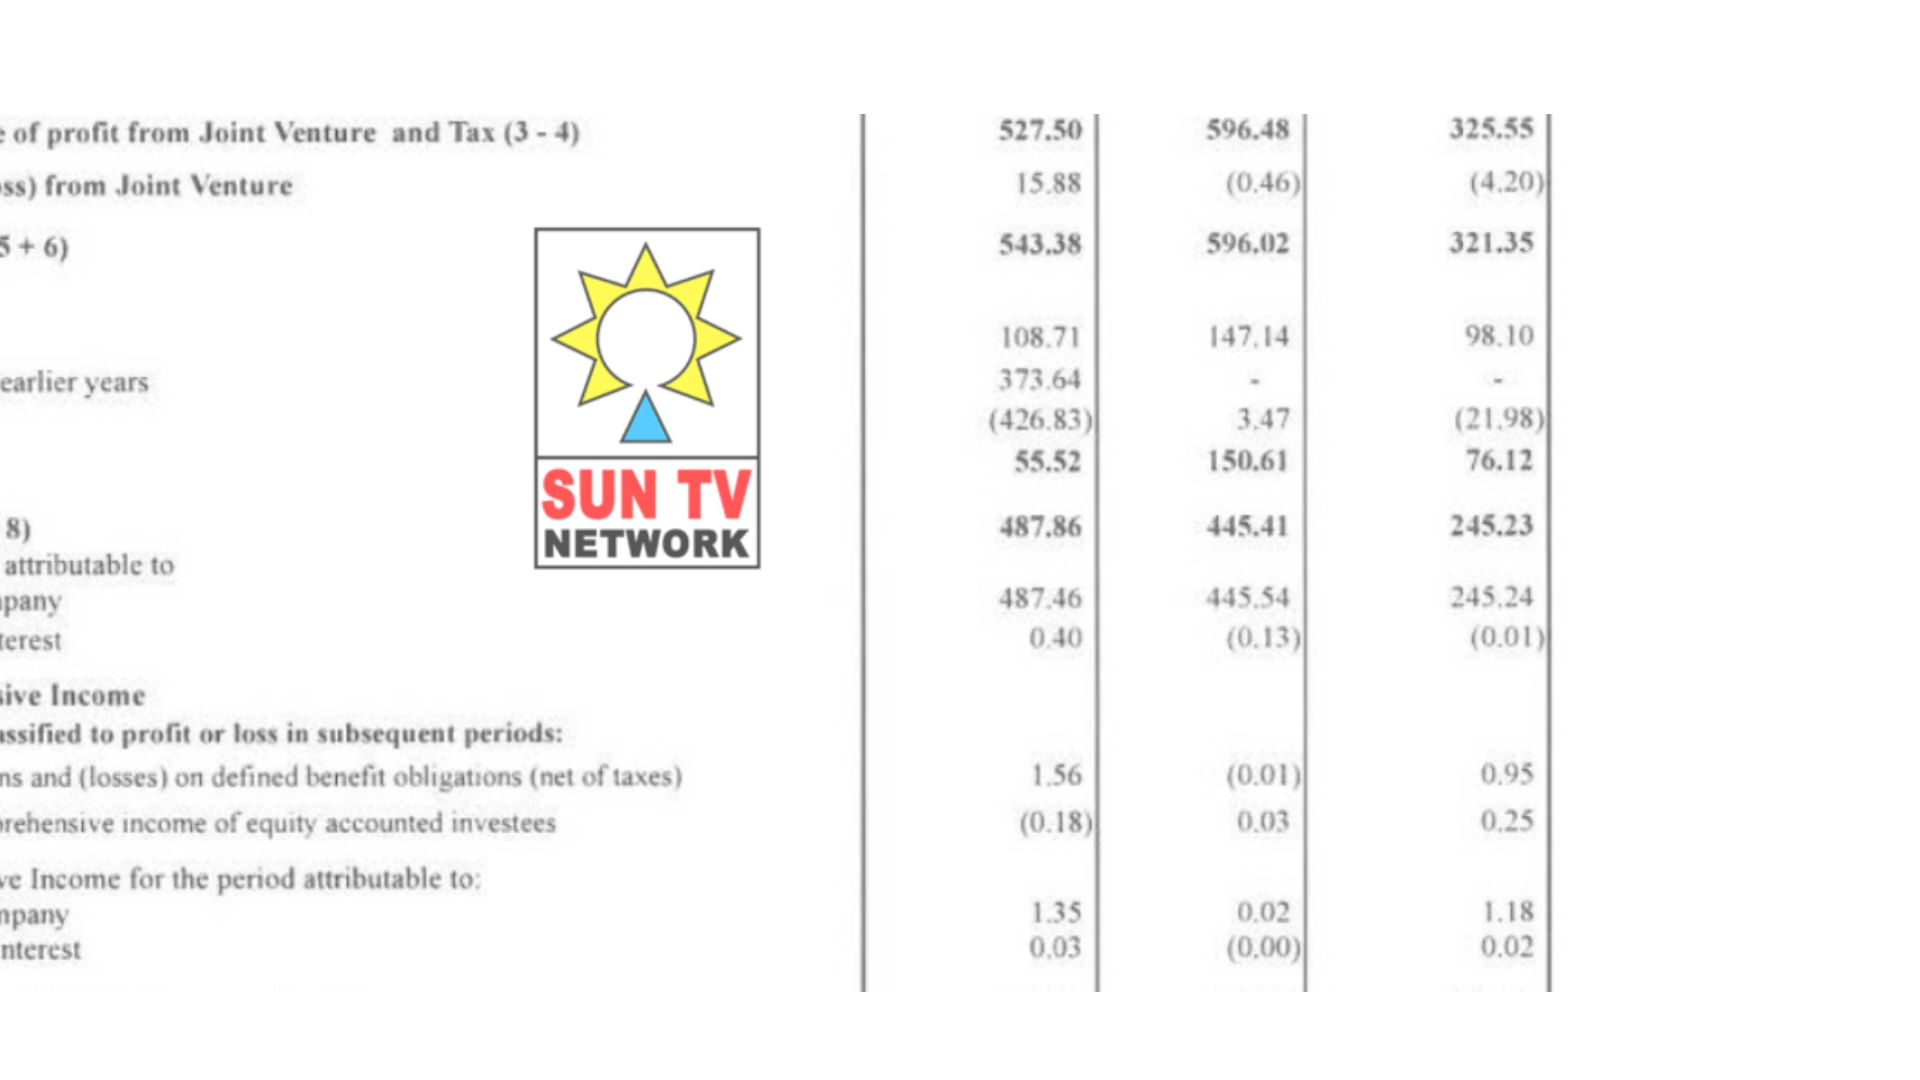 of profit from Joint Venture and Tax (3 - 4) 527.50 596.48 325.55
ss) from Joint Venture 15.88 (0.46) (4.20)
5 + 6) 543.38 596.02 321.35
108.71 147.14 98.10
earlier years 373.64 - -
(426.83) 3.47 (21.98)
55.52 150.61 76.12
8) 487.86 445.41 245.23
attributable to
pany 487.46 445.54 245.24
terest 0.40 (0.13) (0.01)
sive Income
assified to profit or loss in subsequent periods:
ns and (losses) on defined benefit obligations (net of taxes) 1.56 (0.01) 0.95
rehensive income of equity accounted investees (0.18) 0.03 0.25
ve Income for the period attributable to:
mpany 1.35 0.02 1.18
nterest 0.03 (0.00) 0.02
SUN TV
NETWORK